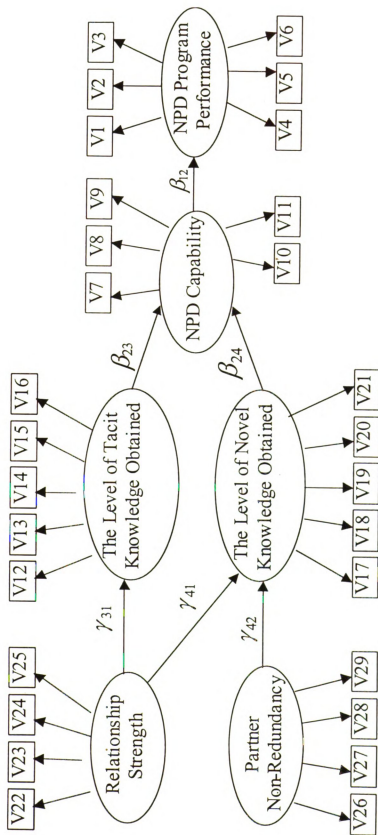 V22
V23
V24
V25
Relationship
Strength
γ31
γ41
V12
V13
V14
V15
V16
The Level of Tacit
Knowledge Obtained
β23
V7
V8
V9
NPD Capability
V10
V11
β12
V1
V2
V3
NPD Program
Performance
V4
V5
V6
Partner
Non-Redundancy
V26
V27
V28
V29
γ42
The Level of Novel
Knowledge Obtained
V17
V18
V19
V20
V21
β24